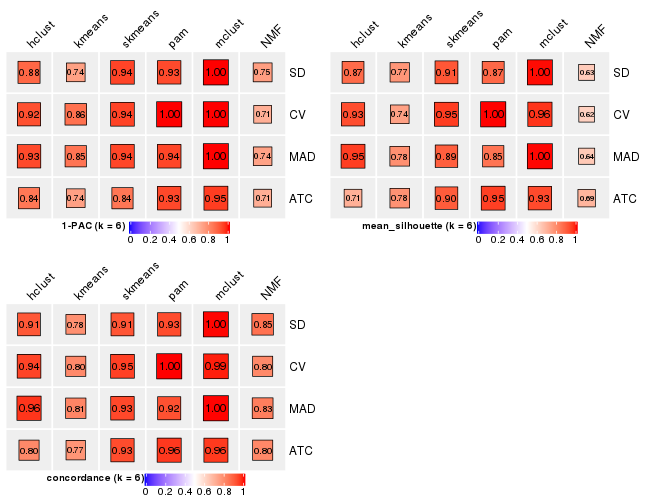 hclust kmeans skmeans pam mclust NMF
0.88 0.74 0.94 0.93 1.00 0.75 SD
0.92 0.86 0.94 1.00 1.00 0.71 CV
0.93 0.85 0.94 0.94 1.00 0.74 MAD
0.84 0.74 0.84 0.93 0.95 0.71 ATC
1-PAC (k = 6)
0 0.2 0.4 0.6 0.8 1
hclust kmeans skmeans pam mclust NMF
0.87 0.77 0.91 0.87 1.00 0.63 SD
0.93 0.74 0.95 1.00 0.96 0.62 CV
0.95 0.78 0.89 0.85 1.00 0.64 MAD
0.71 0.78 0.90 0.95 0.93 0.69 ATC
mean_silhouette (k = 6)
0 0.2 0.4 0.6 0.8 1
hclust kmeans skmeans pam mclust NMF
0.91 0.78 0.91 0.93 1.00 0.85 SD
0.94 0.80 0.95 1.00 0.99 0.80 CV
0.96 0.81 0.93 0.92 1.00 0.83 MAD
0.80 0.77 0.93 0.96 0.96 0.80 ATC
concordance (k = 6)
0 0.2 0.4 0.6 0.8 1